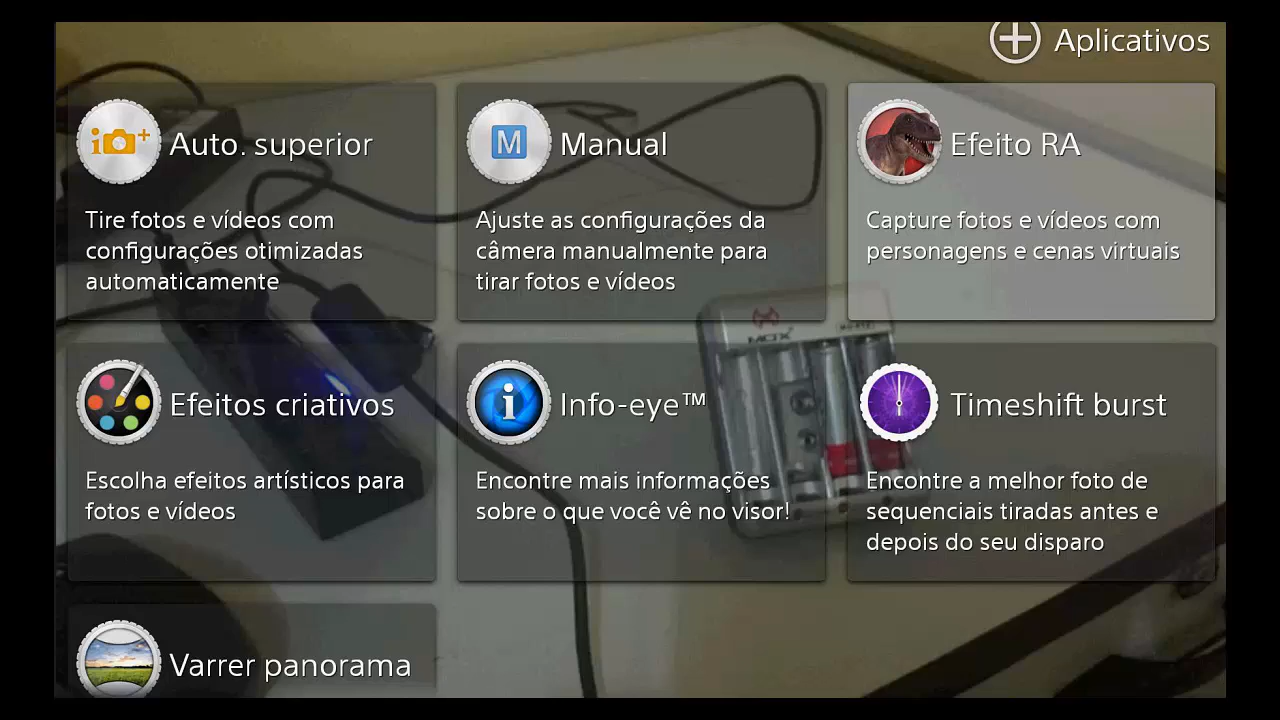 Aplicativos
Auto. superior
Tire fotos e vídeos com
configurações otimizadas
automaticamente
Manual
Ajuste as configurações da
câmera manualmente para
tirar fotos e vídeos
Efeito RA
Capture fotos e vídeos com
personagens e cenas virtuais
Efeitos criativos
Escolha efeitos artísticos para
fotos e vídeos
Info-eye™
Encontre mais informações
sobre o que você vê no visor!
Timeshift burst
Encontre a melhor foto de
sequenciais tiradas antes e
depois do seu disparo
Varrer panorama
M
i
MOX